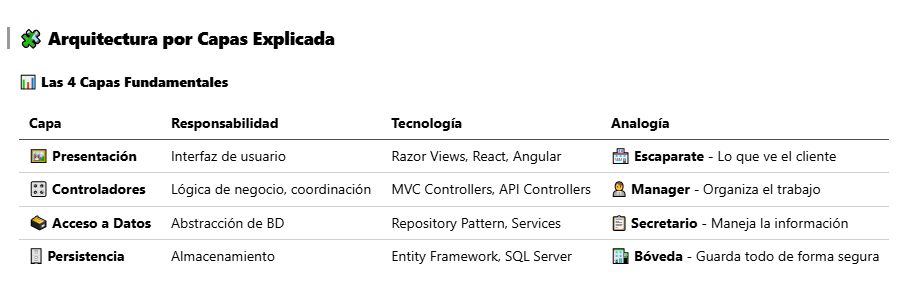 Arquitectura por Capas Explicada
Las 4 Capas Fundamentales
Capa Responsabilidad Tecnología Analogía
Presentación Interfaz de usuario Razor Views, React, Angular Escaparate - Lo que ve el cliente
Controladores Lógica de negocio, coordinación MVC Controllers, API Controllers Manager - Organiza el trabajo
Acceso a Datos Abstracción de BD Repository Pattern, Services Secretario - Maneja la información
Persistencia Almacenamiento Entity Framework, SQL Server Bóveda - Guarda todo de forma segura